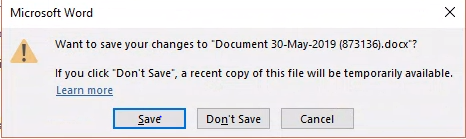 Microsoft Word
Want to save your changes to "Document 30-May-2019 (873136).docx"?
If you click "Don't Save", a recent copy of this file will be temporarily available.
Learn more
Save Don't Save Cancel